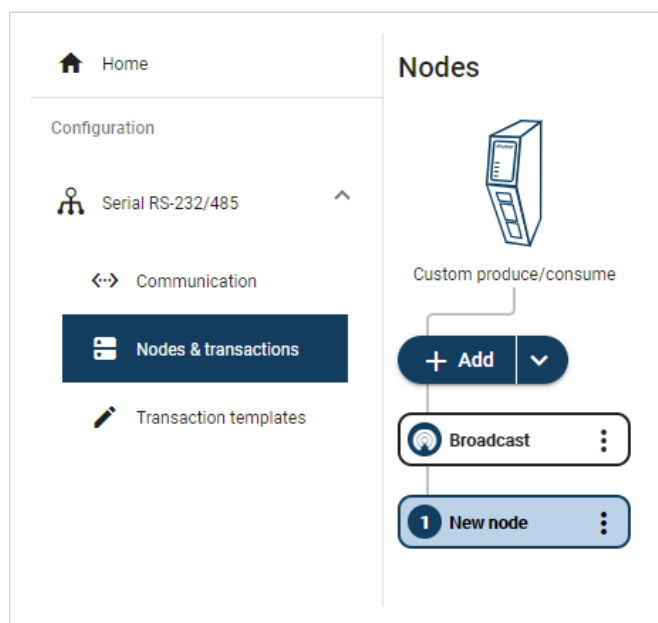 Home
Configuration
Serial RS-232/485
Communication
Nodes & transactions
Transaction templates
Nodes
Custom produce/consume
+ Add
Broadcast
1 New node